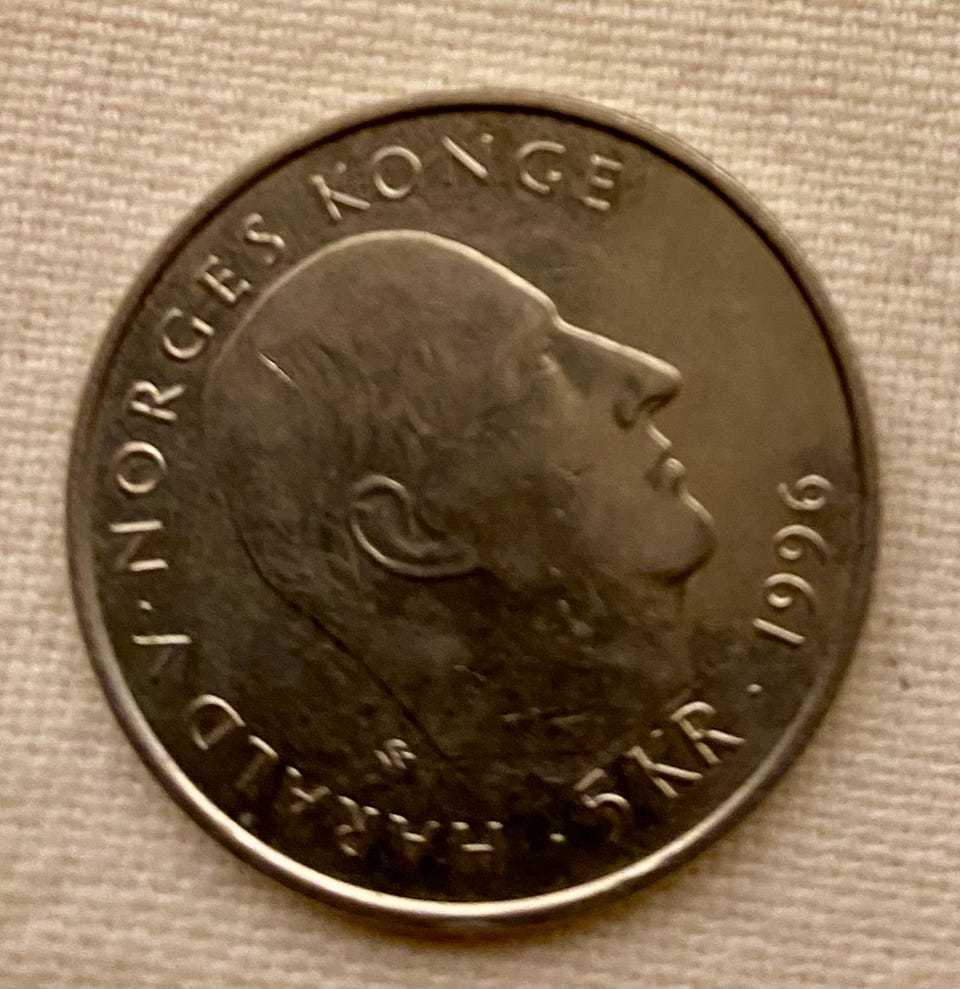 HARALD V · NORGES KONGE
· 5 KR · 1996